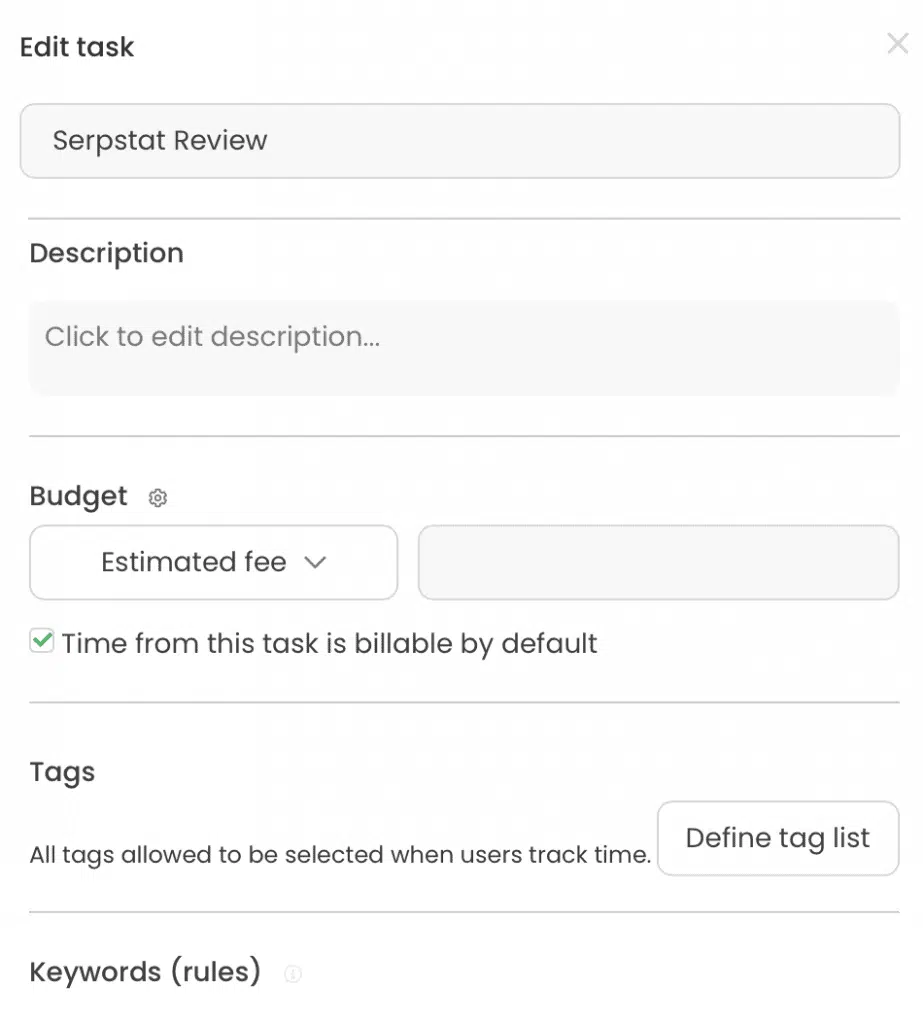 Edit task
Serpstat Review
Description
Click to edit description...
Budget
Estimated fee
Time from this task is billable by default
Tags
All tags allowed to be selected when users track time.
Define tag list
Keywords (rules)